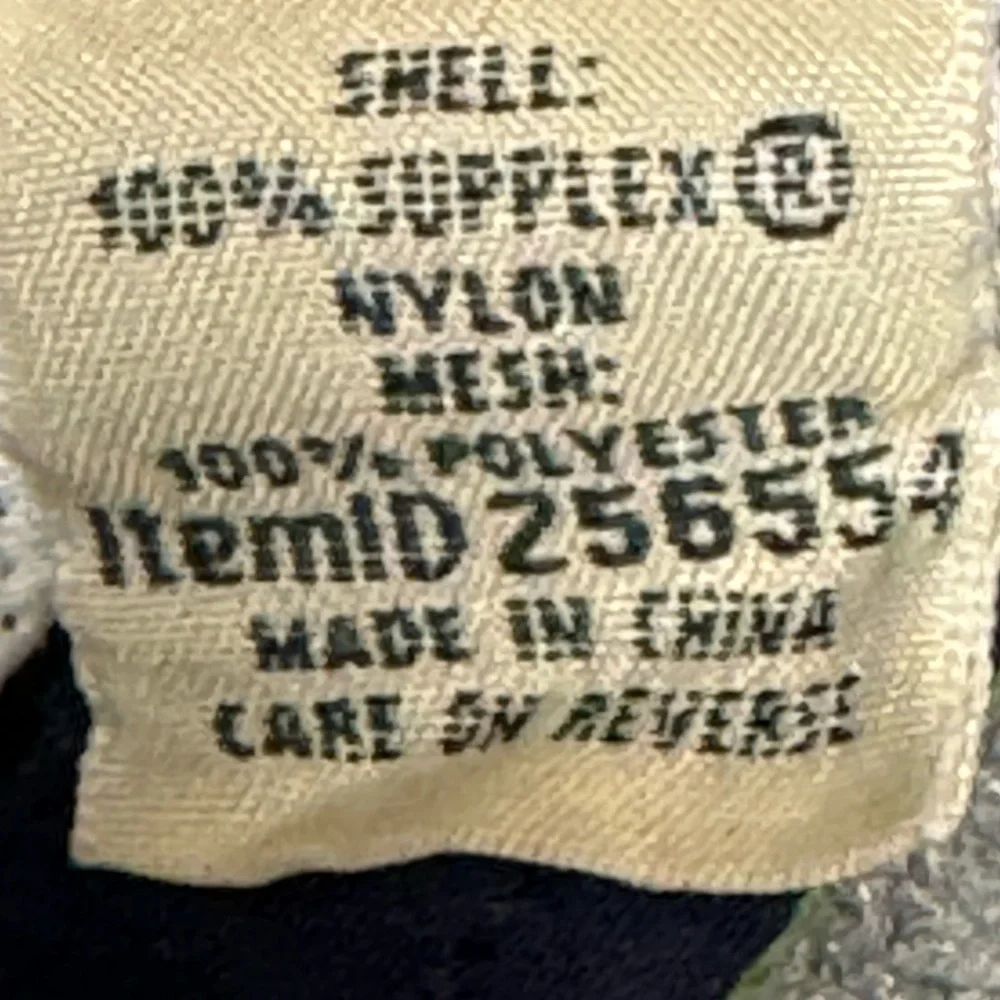 SHELL:
100% SUPPLEX®
NYLON
MESH:
100% POLYESTER
ItemID 256554
MADE IN CHINA
CARE ON REVERSE